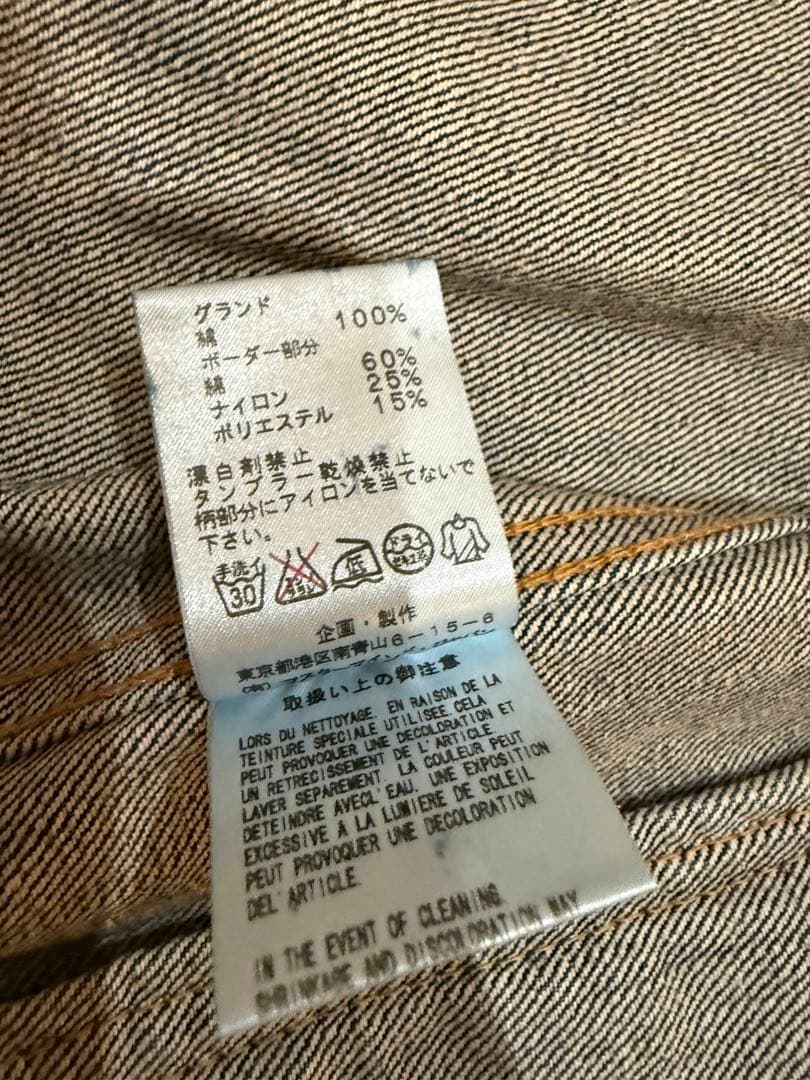 グランド
綿 100%
ボーダー部分
綿 60%
ナイロン 25%
ポリエステル 15%
漂白剤禁止
タンブラー乾燥禁止
柄部分にアイロンを当てないで
下さい。
手洗イ 30 低 ドライ
企画・製作
東京都港区南青山6-15-6
取扱い上の御注意
LORS DU NETTOYAGE. EN RAISON DE LA
TEINTURE SPECIALE UTILISEE CELA
PEUT PROVOQUER UNE DECOLORATION ET
UN RETRECISSEMENT DE L'ARTICLE.
LAVER SEPAREMENT. LA COULEUR PEUT
DETEINDRE AVECL'EAU. UNE EXPOSITION
EXCESSIVE À LA LUMIERE DE SOLEIL
PEUT PROVOQUER UNE DECOLORATION
DEL'ARTICLE.
IN THE EVENT OF CLEANING.
SHRINKAGE AND DISCOLORATION MAY